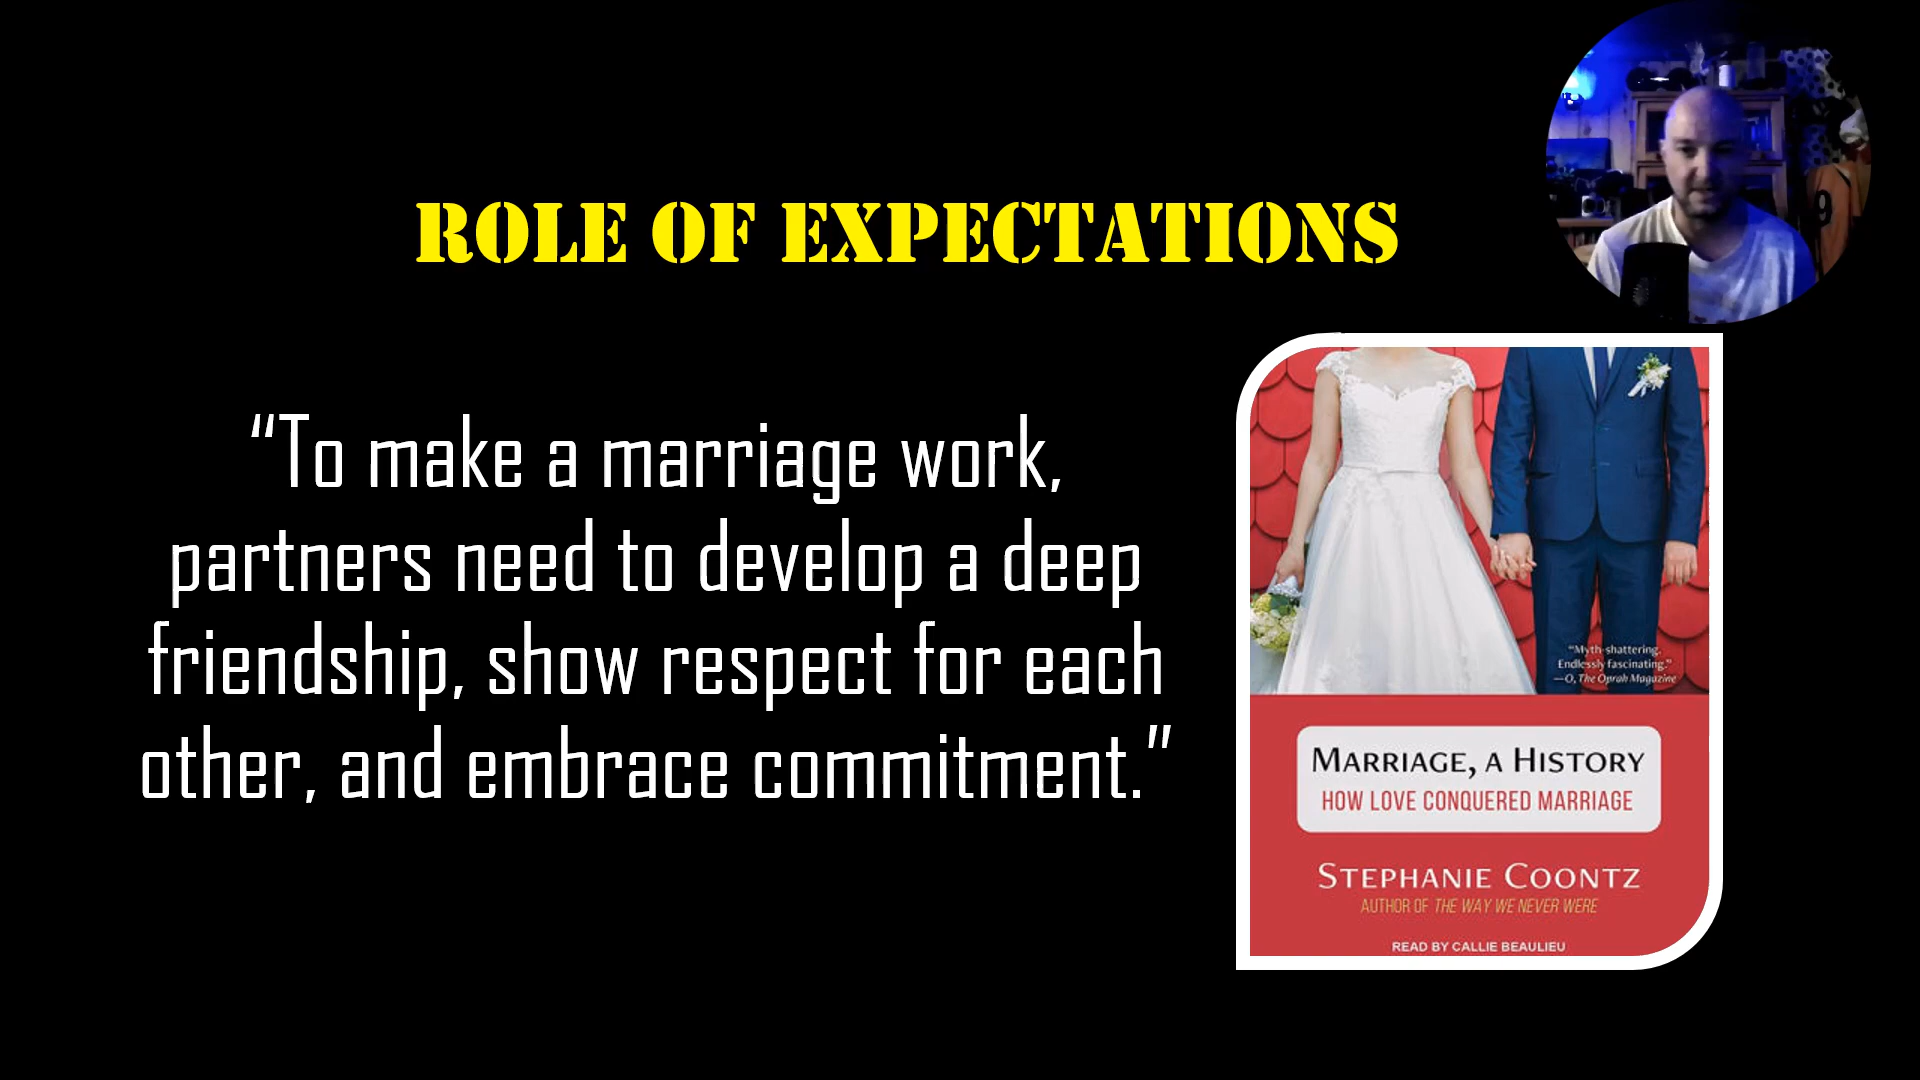 ROLE OF EXPECTATIONS
“To make a marriage work,
partners need to develop a deep
friendship, show respect for each
other, and embrace commitment.”
9
“Myth-shattering.
Endlessly fascinating.”
—O, The Oprah Magazine
MARRIAGE, A HISTORY
HOW LOVE CONQUERED MARRIAGE
STEPHANIE COONTZ
AUTHOR OF THE WAY WE NEVER WERE
READ BY CALLIE BEAULIEU